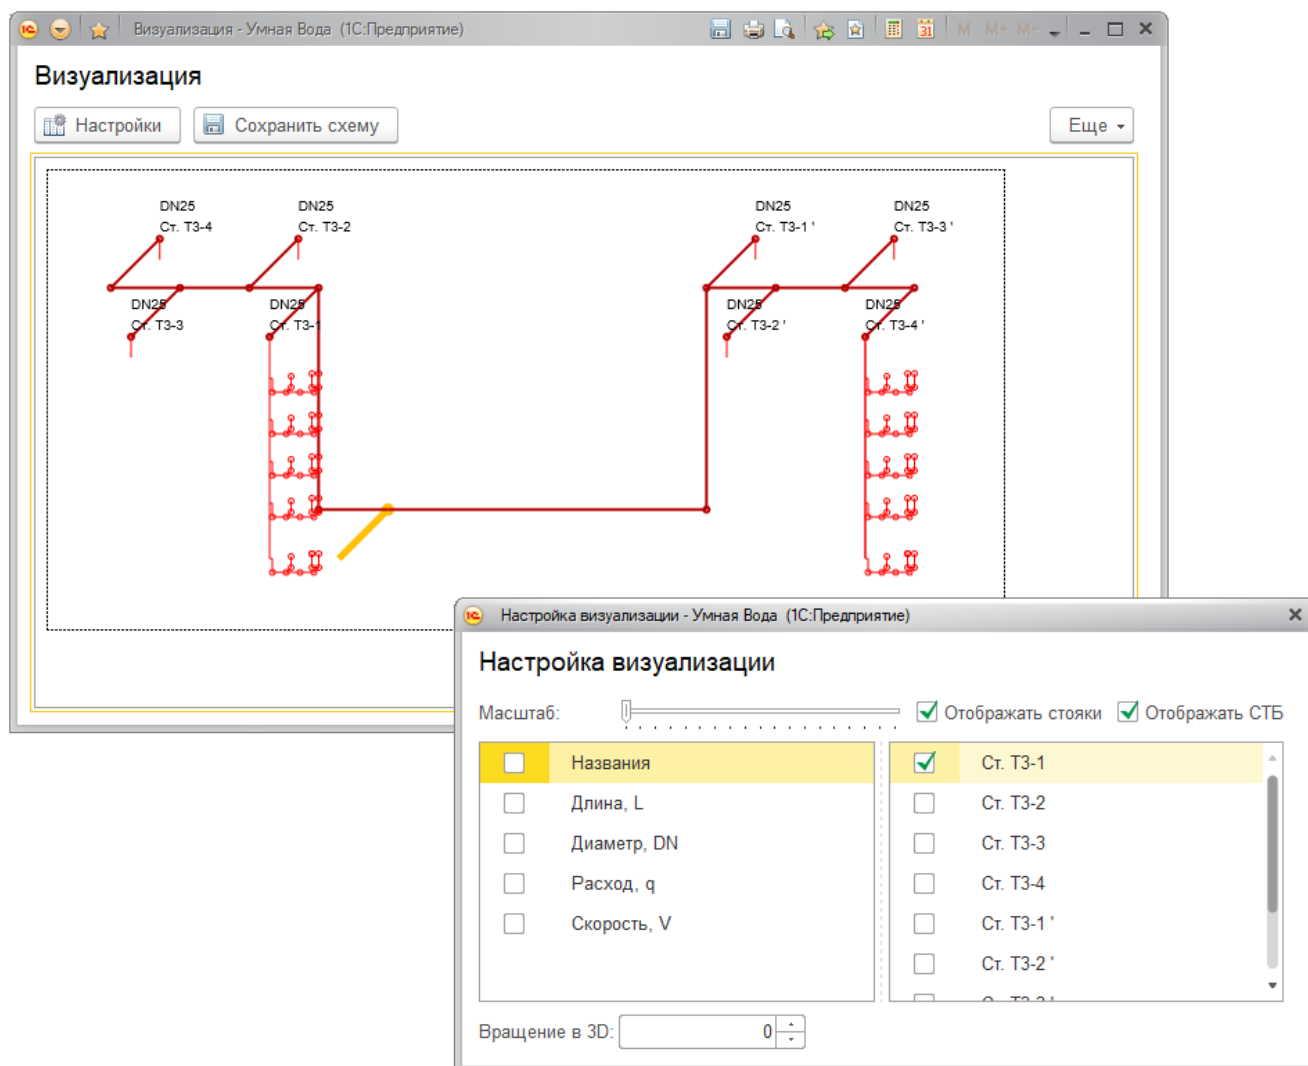 Визуализация - Умная Вода (1С:Предприятие)
M M+ M-
31
Визуализация
Настройки
Сохранить схему
Еще
DN25
Ст. Т3-4
DN25
Ст. Т3-2
DN25
Ст. Т3-1 '
DN25
Ст. Т3-3 '
DN25
Ст. Т3-3
DN25
Ст. Т3-1
DN25
Ст. Т3-2 '
DN25
Ст. Т3-4 '
Настройка визуализации - Умная Вода (1С:Предприятие)
Настройка визуализации
Масштаб:
Отображать стояки
Отображать СТБ
Названия
Длина, L
Диаметр, DN
Расход, q
Скорость, V
Ст. Т3-1
Ст. Т3-2
Ст. Т3-3
Ст. Т3-4
Ст. Т3-1 '
Ст. Т3-2 '
Вращение в 3D:
0